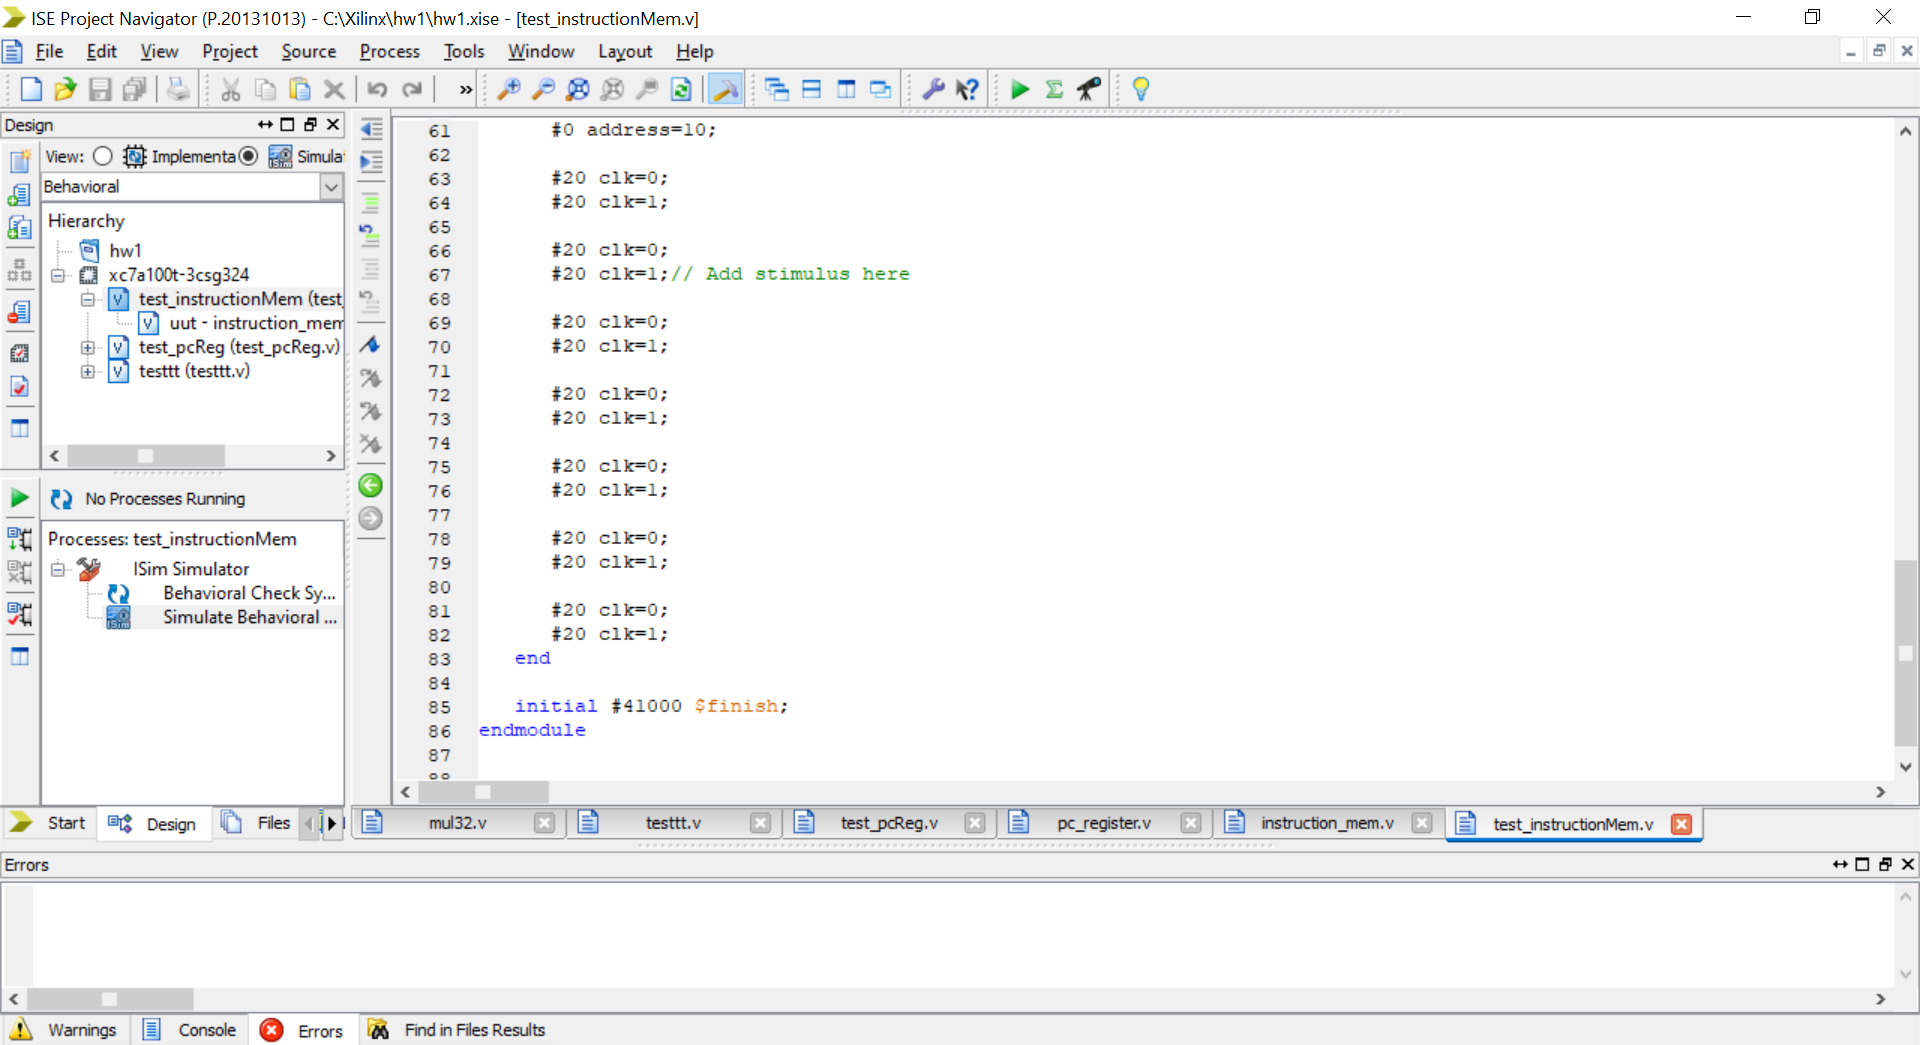 ISE Project Navigator (P.20131013) - C:\Xilinx\hw1\hw1.xise - [test_instructionMem.v]
File Edit View Project Source Process Tools Window Layout Help
»
Design
View: Implementa Simula
Behavioral
Hierarchy
hw1
xc7a100t-3csg324
test_instructionMem (test_
uut - instruction_mem
test_pcReg (test_pcReg.v)
testtt (testtt.v)
No Processes Running
Processes: test_instructionMem
ISim Simulator
Behavioral Check Sy...
Simulate Behavioral ...
61 #0 address=10;
62
63 #20 clk=0;
64 #20 clk=1;
65
66 #20 clk=0;
67 #20 clk=1;// Add stimulus here
68
69 #20 clk=0;
70 #20 clk=1;
71
72 #20 clk=0;
73 #20 clk=1;
74
75 #20 clk=0;
76 #20 clk=1;
77
78 #20 clk=0;
79 #20 clk=1;
80
81 #20 clk=0;
82 #20 clk=1;
83 end
84
85 initial #41000 $finish;
86 endmodule
87
88
Start Design Files
mul32.v testtt.v test_pcReg.v pc_register.v instruction_mem.v test_instructionMem.v
Errors
Warnings Console Errors Find in Files Results